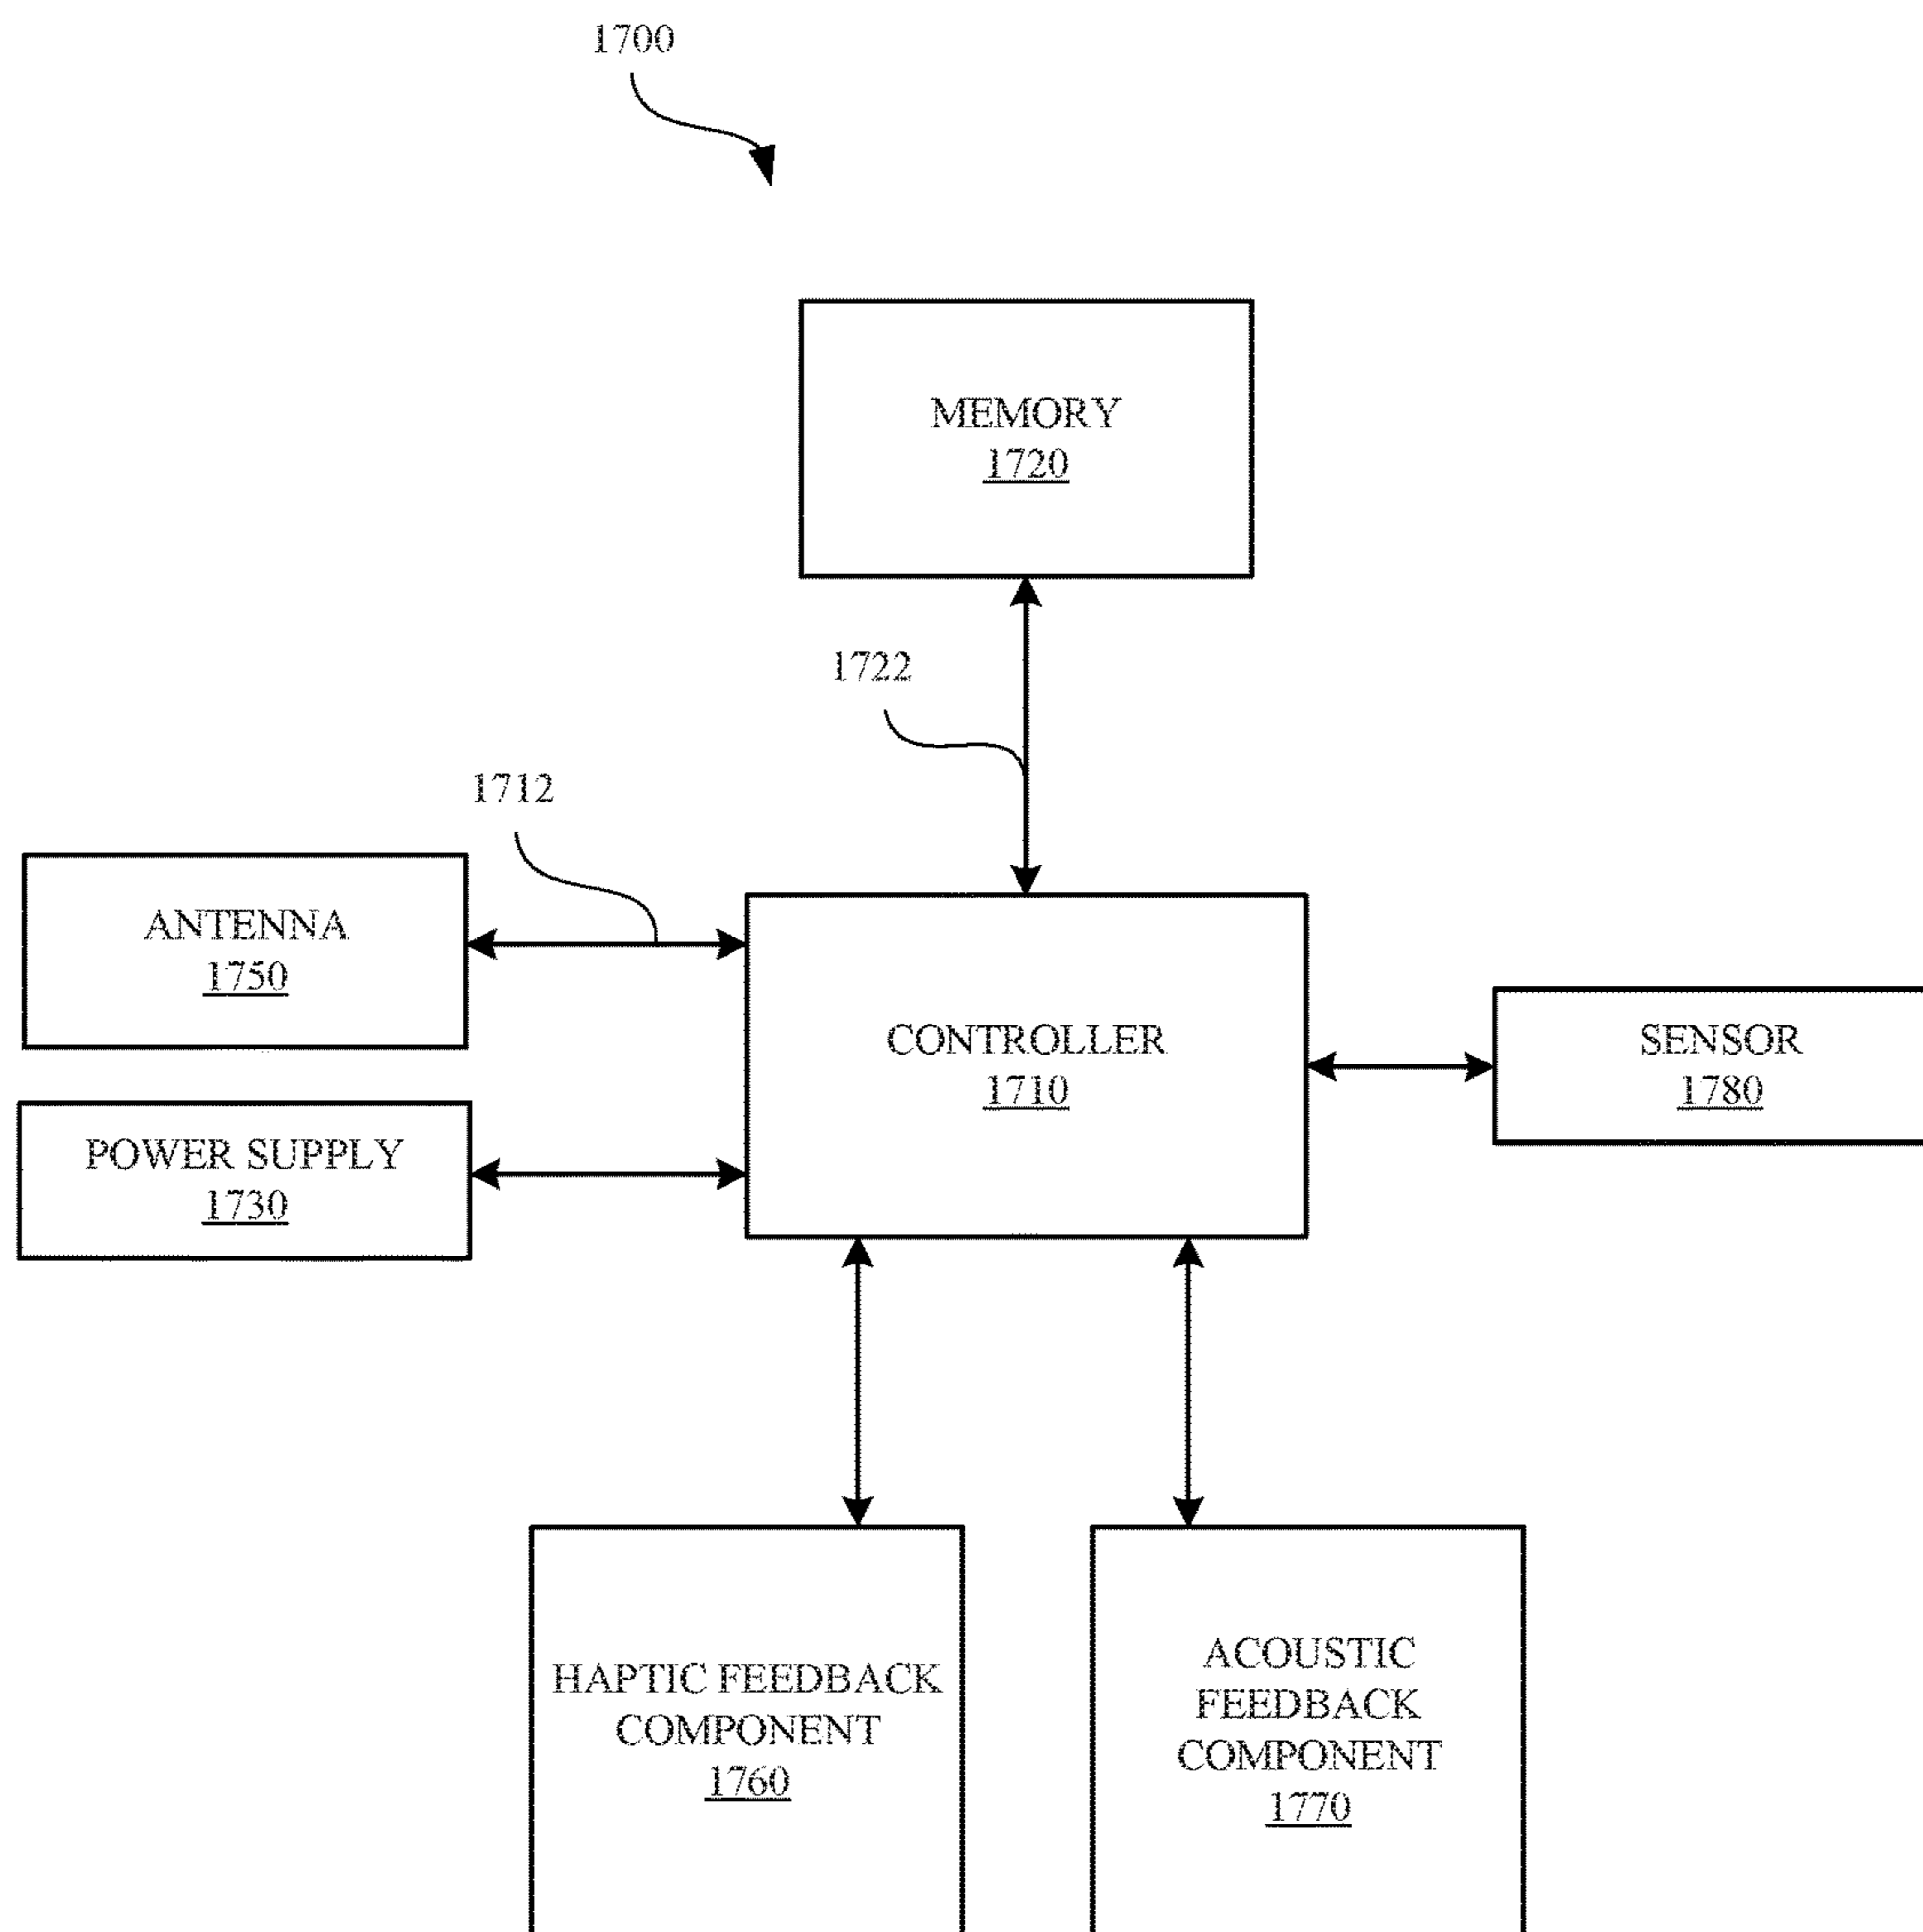 1700
MEMORY
1720
1722
1712
ANTENNA
1750
CONTROLLER
1710
SENSOR
1780
POWER SUPPLY
1730
HAPTIC FEEDBACK
COMPONENT
1760
ACOUSTIC
FEEDBACK
COMPONENT
1770